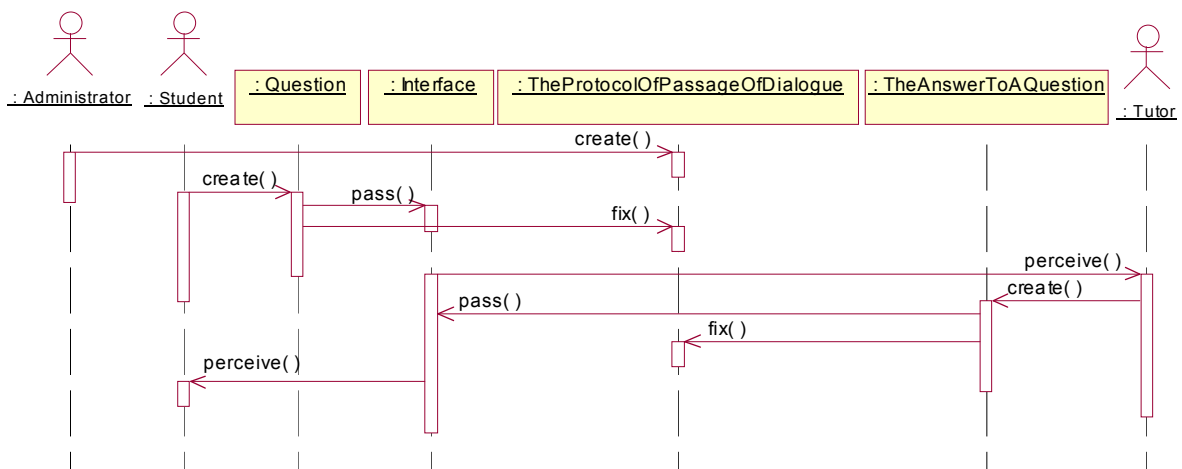 : Administrator
: Student
: Question
: Interface
: TheProtocolOfPassageOfDialogue
: TheAnswerToAQuestion
: Tutor
create( )
create( )
pass( )
fix( )
perceive( )
create( )
pass( )
fix( )
perceive( )